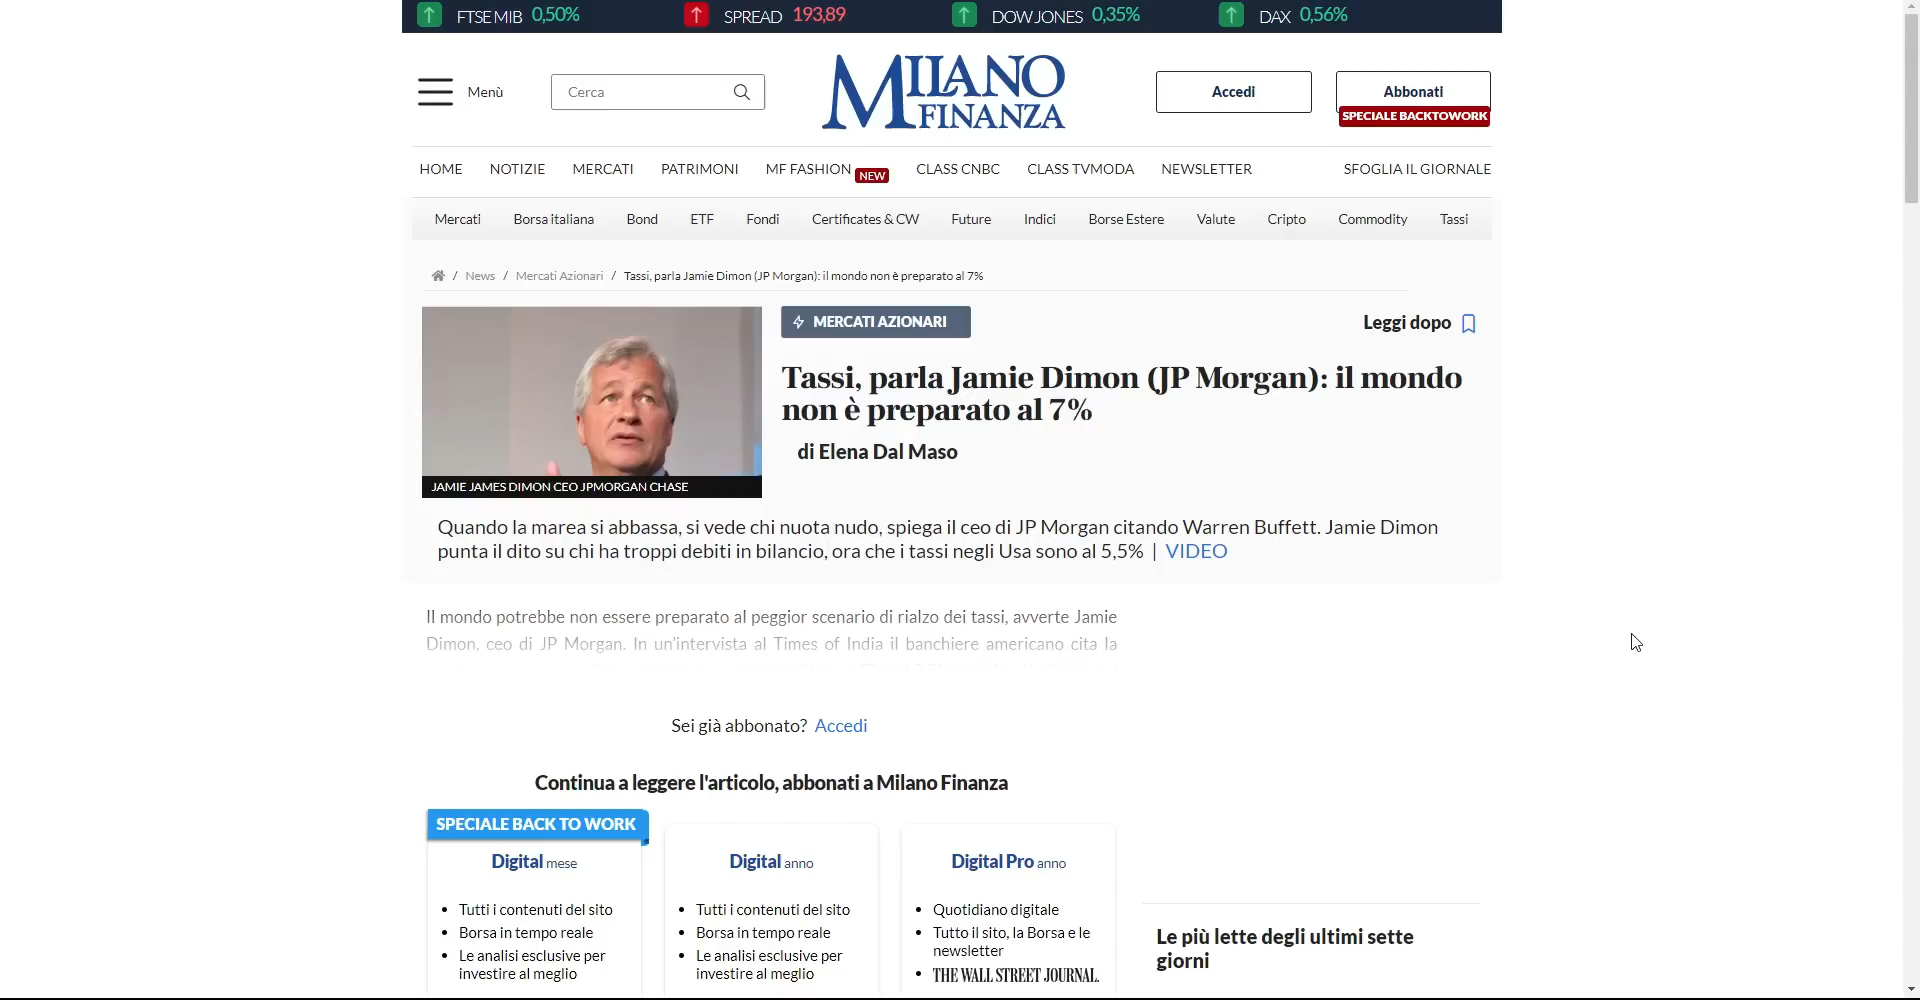 FTSE MIB 0,50% SPREAD 193,89 DOW JONES 0,35% DAX 0,56%
Menù Cerca MILANO FINANZA Accedi Abbonati
SPECIALE BACKTOWORK
HOME NOTIZIE MERCATI PATRIMONI MF FASHION NEW CLASS CNBC CLASS TVMODA NEWSLETTER SFOGLIA IL GIORNALE
Mercati Borsa italiana Bond ETF Fondi Certificates & CW Future Indici Borse Estere Valute Cripto Commodity Tassi
/ News / Mercati Azionari / Tassi, parla Jamie Dimon (JP Morgan): il mondo non è preparato al 7%
MERCATI AZIONARI
Leggi dopo
Tassi, parla Jamie Dimon (JP Morgan): il mondo
non è preparato al 7%
di Elena Dal Maso
JAMIE JAMES DIMON CEO JPMORGAN CHASE
Quando la marea si abbassa, si vede chi nuota nudo, spiega il ceo di JP Morgan citando Warren Buffett. Jamie Dimon
punta il dito su chi ha troppi debiti in bilancio, ora che i tassi negli Usa sono al 5,5% | VIDEO
Il mondo potrebbe non essere preparato al peggior scenario di rialzo dei tassi, avverte Jamie
Dimon, ceo di JP Morgan. In un'intervista al Times of India il banchiere americano cita la
Sei già abbonato? Accedi
Continua a leggere l'articolo, abbonati a Milano Finanza
SPECIALE BACK TO WORK
Digital mese
Tutti i contenuti del sito
Borsa in tempo reale
Le analisi esclusive per
investire al meglio
Digital anno
Tutti i contenuti del sito
Borsa in tempo reale
Le analisi esclusive per
investire al meglio
Digital Pro anno
Quotidiano digitale
Tutto il sito, la Borsa e le
newsletter
THE WALL STREET JOURNAL.
Le più lette degli ultimi sette
giorni